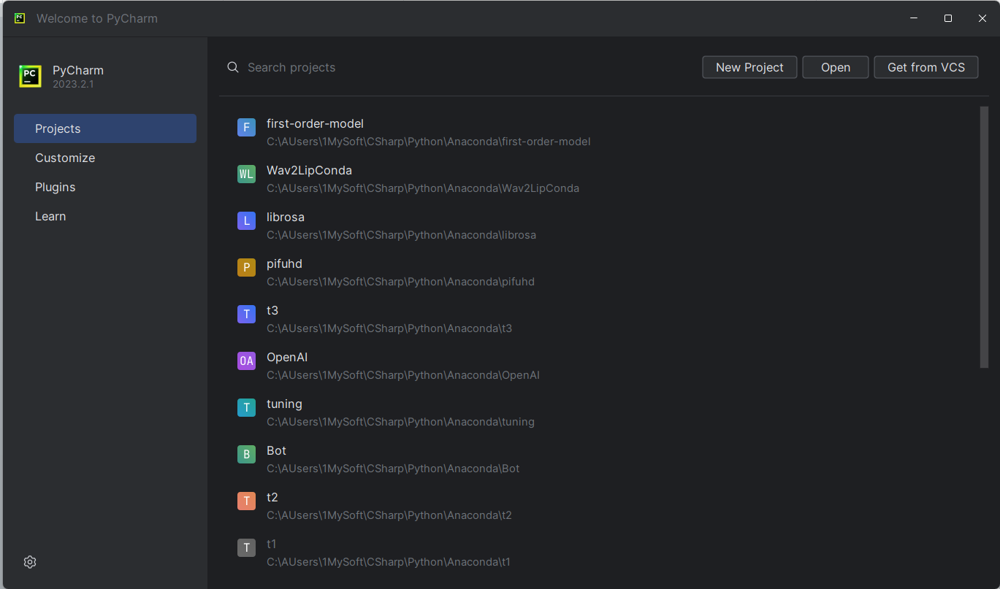 Welcome to PyCharm
PC
PyCharm
2023.2.1
Projects
Customize
Plugins
Learn
Search projects
New Project
Open
Get from VCS
F
first-order-model
C:\AUsers\1MySoft\CSharp\Python\Anaconda\first-order-model
WL
Wav2LipConda
C:\AUsers\1MySoft\CSharp\Python\Anaconda\Wav2LipConda
L
librosa
C:\AUsers\1MySoft\CSharp\Python\Anaconda\librosa
P
pifuhd
C:\AUsers\1MySoft\CSharp\Python\Anaconda\pifuhd
T
t3
C:\AUsers\1MySoft\CSharp\Python\Anaconda\t3
OA
OpenAI
C:\AUsers\1MySoft\CSharp\Python\Anaconda\OpenAI
T
tuning
C:\AUsers\1MySoft\CSharp\Python\Anaconda\tuning
B
Bot
C:\AUsers\1MySoft\CSharp\Python\Anaconda\Bot
T
t2
C:\AUsers\1MySoft\CSharp\Python\Anaconda\t2
T
t1
C:\AUsers\1MySoft\CSharp\Python\Anaconda\t1